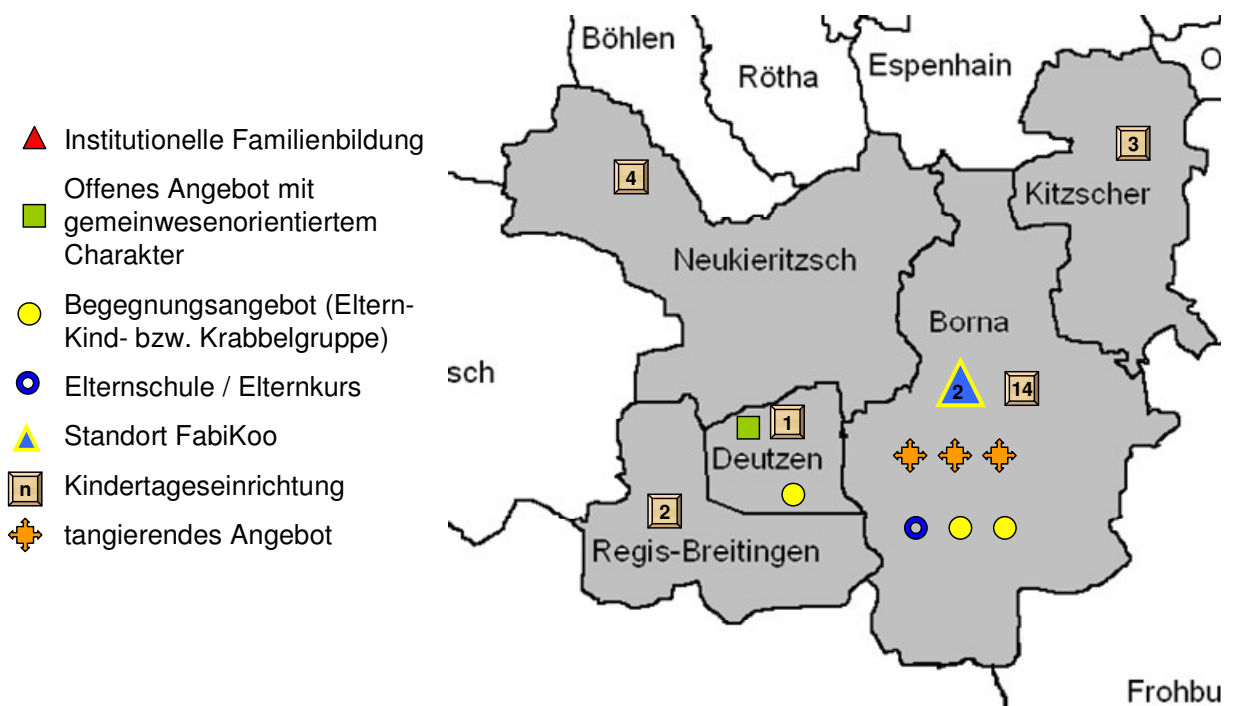 Institutionelle Familienbildung
Offenes Angebot mit
gemeinwesenorientiertem
Charakter
Begegnungsangebot (Eltern-
Kind- bzw. Krabbelgruppe)
Elternschule / Elternkurs
Standort FabiKoo
n Kindertageseinrichtung
tangierendes Angebot
Böhlen
Rötha
Espenhain
O
3
4
Kitzscher
Neukieritzsch
Borna
sch
2
14
1
Deutzen
2
Regis-Breitingen
Frohbu